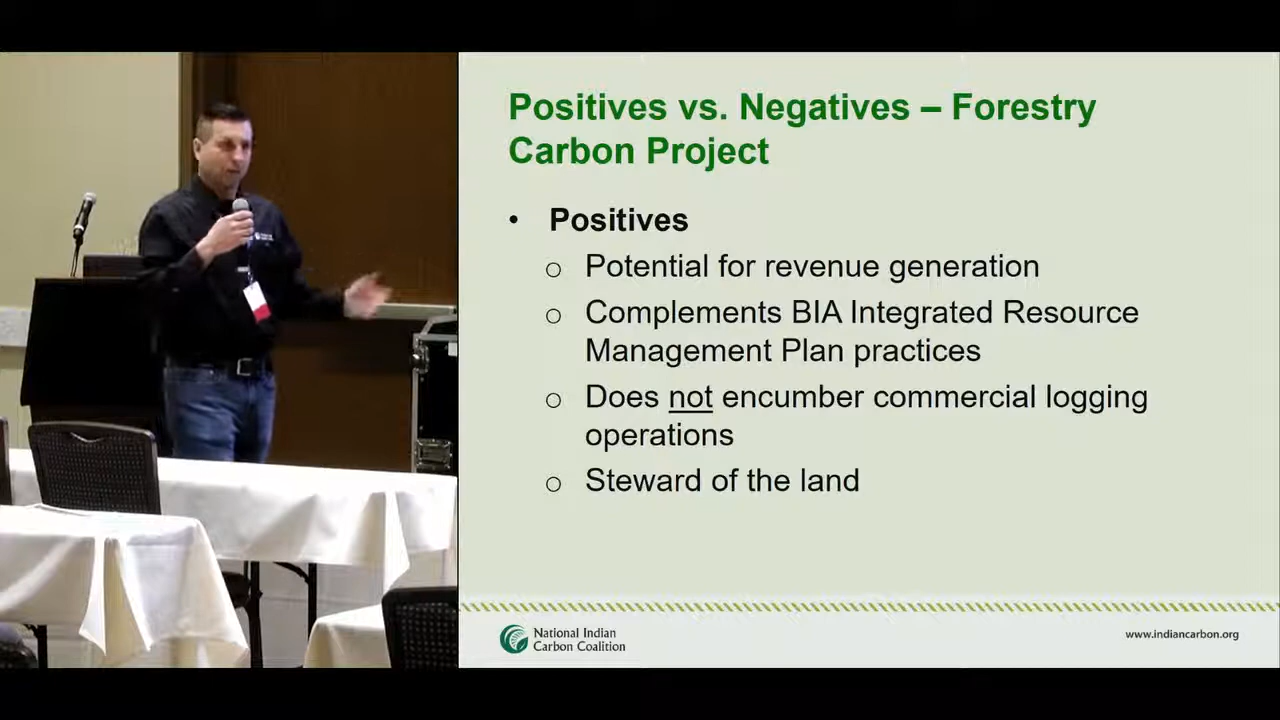 Positives vs. Negatives – Forestry
Carbon Project
• Positives
o Potential for revenue generation
o Complements BIA Integrated Resource
Management Plan practices
o Does not encumber commercial logging
operations
o Steward of the land
National Indian
Carbon Coalition
www.indiancarbon.org